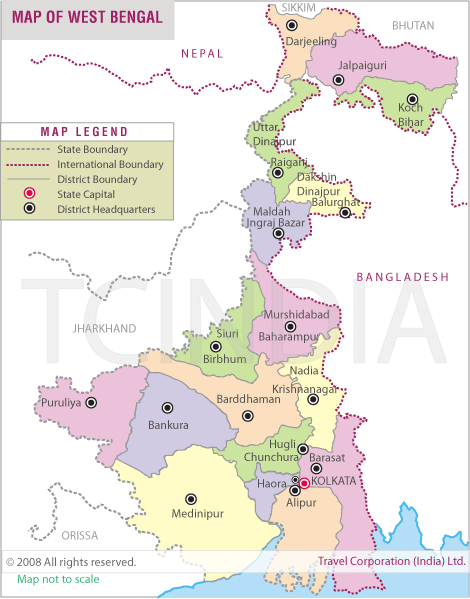 MAP OF WEST BENGAL
SIKKIM
BHUTAN
NEPAL
Darjeeling
Jalpaiguri
Koch
Bihar
MAP LEGEND
State Boundary
International Boundary
District Boundary
State Capital
District Headquarters
Uttar
Dinajpur
Raiganj
Dakshin
Dinajpur
Balurghat
Maldah
Ingraj Bazar
BANGLADESH
TCINDIA
JHARKHAND
Murshidabad
Baharampur
Siuri
Birbhum
Nadia
Krishnanagar
Puruliya
Barddhaman
Bankura
Hugli
Chunchura
Barasat
Haora
KOLKATA
Alipur
Medinipur
ORISSA
© 2008 All rights reserved.
Travel Corporation (India) Ltd.
Map not to scale